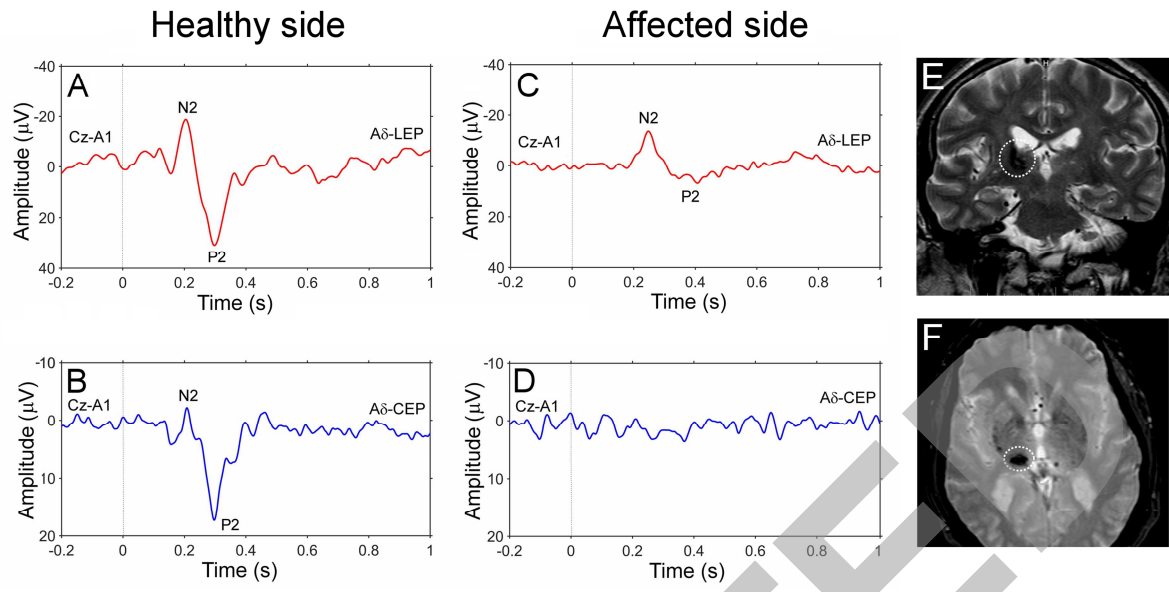 Healthy side
Affected side
A
-40
-20
0
20
40
Amplitude (μV)
Cz-A1
N2
P2
Aδ-LEP
-0.2 0 0.2 0.4 0.6 0.8 1
Time (s)
C
-40
-20
0
20
40
Amplitude (μV)
Cz-A1
N2
P2
Aδ-LEP
-0.2 0 0.2 0.4 0.6 0.8 1
Time (s)
E
B
-10
0
10
20
Amplitude (μV)
Cz-A1
N2
P2
Aδ-CEP
-0.2 0 0.2 0.4 0.6 0.8 1
Time (s)
D
-10
0
10
20
Amplitude (μV)
Cz-A1
Aδ-CEP
-0.2 0 0.2 0.4 0.6 0.8 1
Time (s)
F